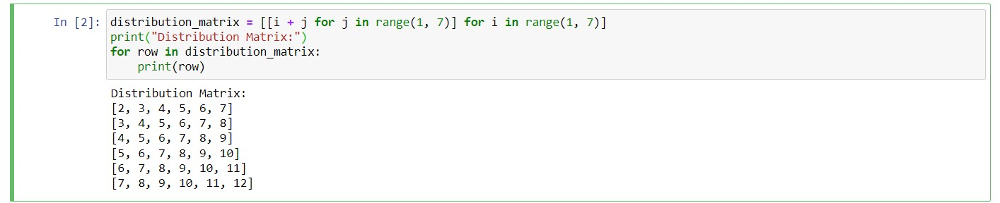 In [2]: distribution_matrix = [[i + j for j in range(1, 7)] for i in range(1, 7)]
print("Distribution Matrix:")
for row in distribution_matrix:
    print(row)
Distribution Matrix:
[2, 3, 4, 5, 6, 7]
[3, 4, 5, 6, 7, 8]
[4, 5, 6, 7, 8, 9]
[5, 6, 7, 8, 9, 10]
[6, 7, 8, 9, 10, 11]
[7, 8, 9, 10, 11, 12]